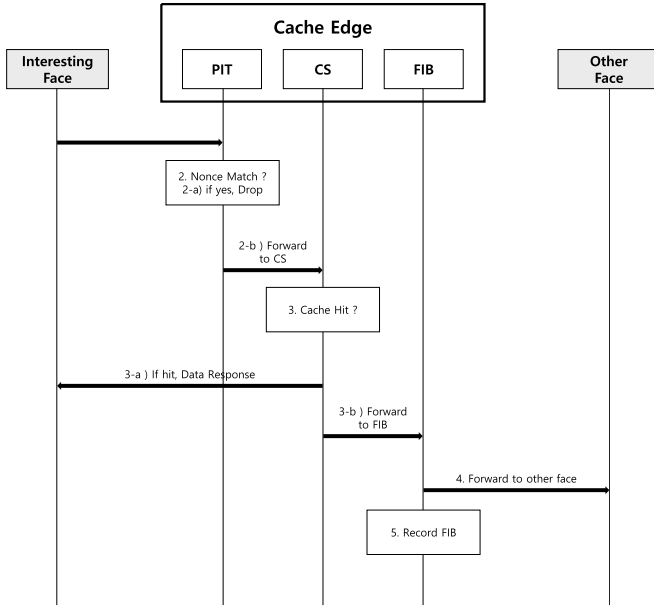 Cache Edge
Interesting
Face
PIT
CS
FIB
Other
Face
2. Nonce Match ?
2-a) if yes, Drop
2-b ) Forward
to CS
3. Cache Hit ?
3-a ) If hit, Data Response
3-b ) Forward
to FIB
4. Forward to other face
5. Record FIB